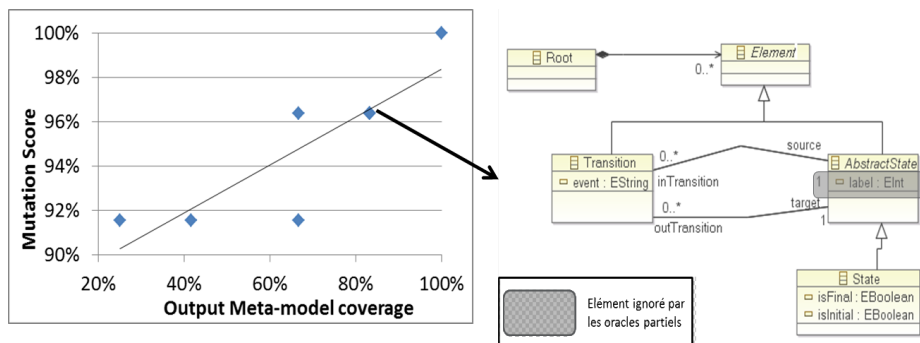 100%
98%
96%
94%
92%
90%
Mutation Score
20%
40%
60%
80%
100%
Output Meta-model coverage
Root
Element
0..*
Transition
event : EString
0..*
inTransition
source
AbstractState
1
label : EInt
0..*
outTransition
target
1
State
isFinal : EBoolean
isInitial : EBoolean
Elément ignoré par
les oracles partiels